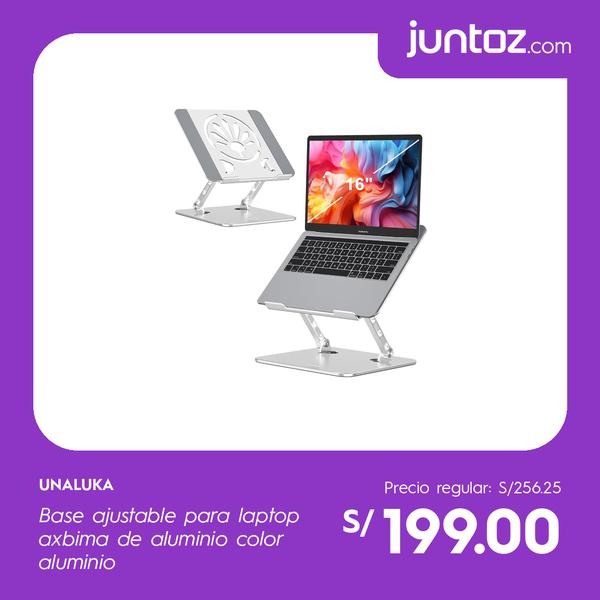 juntoz.com
16"
UNALUKA
Base ajustable para laptop
axbima de aluminio color
aluminio
Precio regular: S/256.25
S/199.00